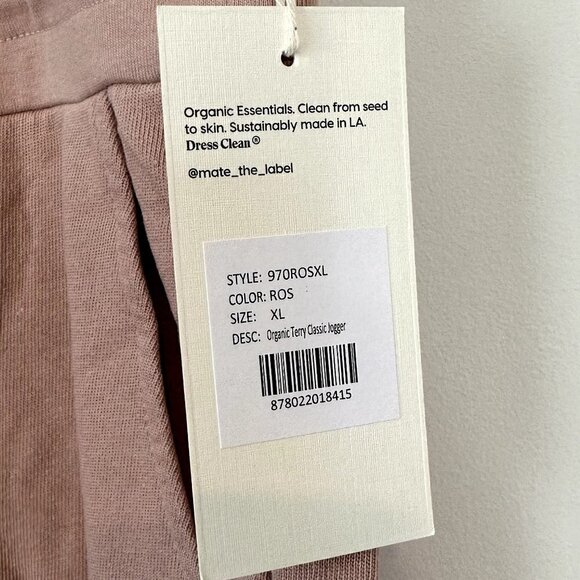 Organic Essentials. Clean from seed
to skin. Sustainably made in LA.
Dress Clean®
@mate_the_label
STYLE: 970ROSXL
COLOR: ROS
SIZE: XL
DESC: Organic Terry Classic Jogger
878022018415